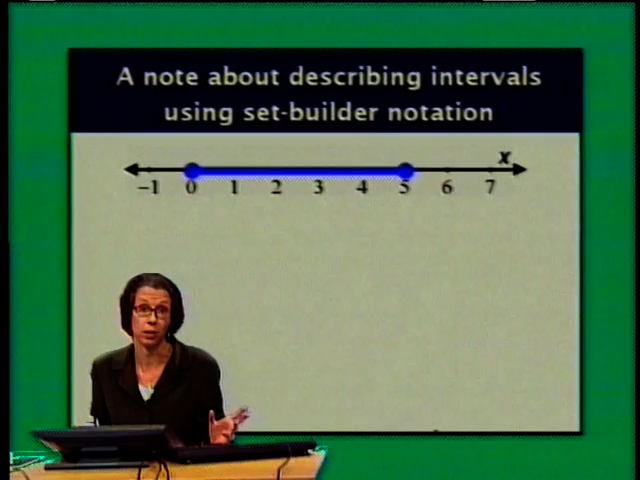 A note about describing intervals
using set-builder notation
x
−1 0 1 2 3 4 5 6 7